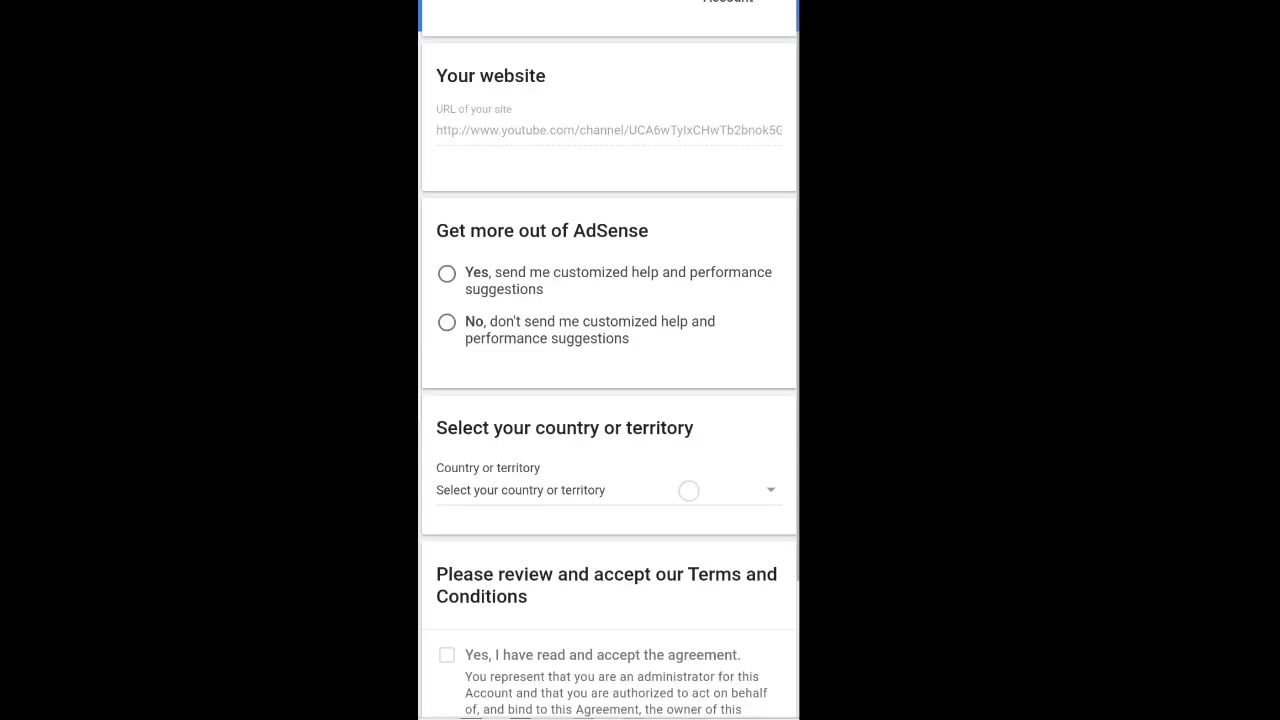 Account
Your website
URL of your site
http://www.youtube.com/channel/UCA6wTyIxCHwTb2bnok5G
Get more out of AdSense
Yes, send me customized help and performance
suggestions
No, don't send me customized help and
performance suggestions
Select your country or territory
Country or territory
Select your country or territory
Please review and accept our Terms and
Conditions
Yes, I have read and accept the agreement.
You represent that you are an administrator for this
Account and that you are authorized to act on behalf
of, and bind to this Agreement, the owner of this